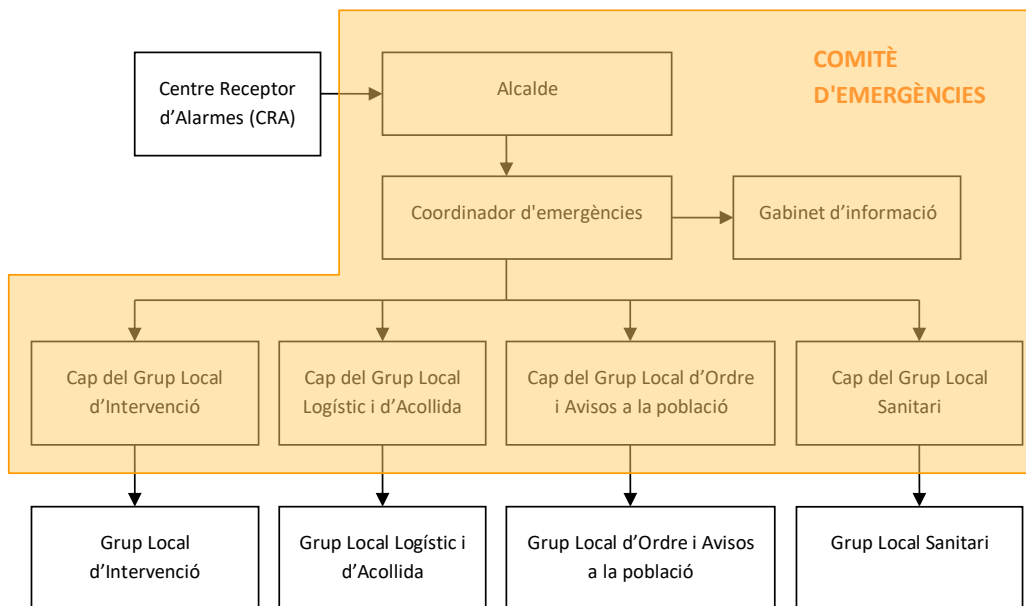 COMITÈ
D'EMERGÈNCIES
Centre Receptor
d’Alarmes (CRA)
Alcalde
Coordinador d'emergències
Gabinet d’informació
Cap del Grup Local
d’Intervenció
Cap del Grup Local
Logístic i d’Acollida
Cap del Grup Local d’Ordre
i Avisos a la població
Cap del Grup Local
Sanitari
Grup Local
d’Intervenció
Grup Local Logístic i
d’Acollida
Grup Local d’Ordre i Avisos
a la població
Grup Local Sanitari